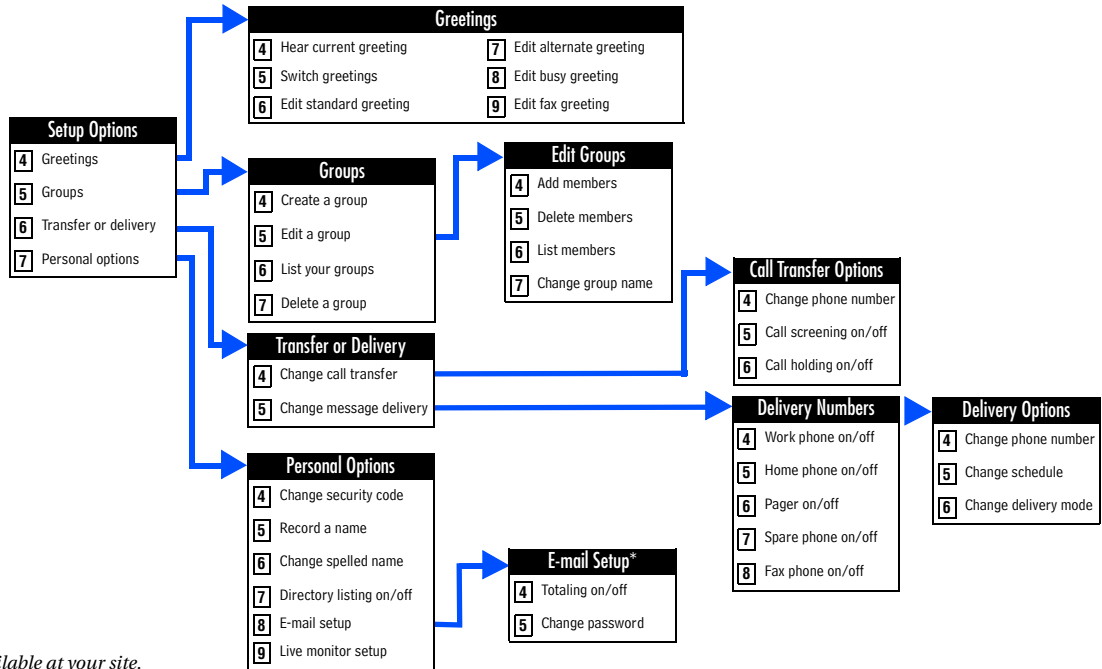 Greetings
4 Hear current greeting
5 Switch greetings
6 Edit standard greeting
7 Edit alternate greeting
8 Edit busy greeting
9 Edit fax greeting
Setup Options
4 Greetings
5 Groups
6 Transfer or delivery
7 Personal options
Groups
4 Create a group
5 Edit a group
6 List your groups
7 Delete a group
Edit Groups
4 Add members
5 Delete members
6 List members
7 Change group name
Transfer or Delivery
4 Change call transfer
5 Change message delivery
Call Transfer Options
4 Change phone number
5 Call screening on/off
6 Call holding on/off
Delivery Numbers
4 Work phone on/off
5 Home phone on/off
6 Pager on/off
7 Spare phone on/off
8 Fax phone on/off
Delivery Options
4 Change phone number
5 Change schedule
6 Change delivery mode
Personal Options
4 Change security code
5 Record a name
6 Change spelled name
7 Directory listing on/off
8 E-mail setup
9 Live monitor setup
E-mail Setup*
4 Totaling on/off
5 Change password
at your site.